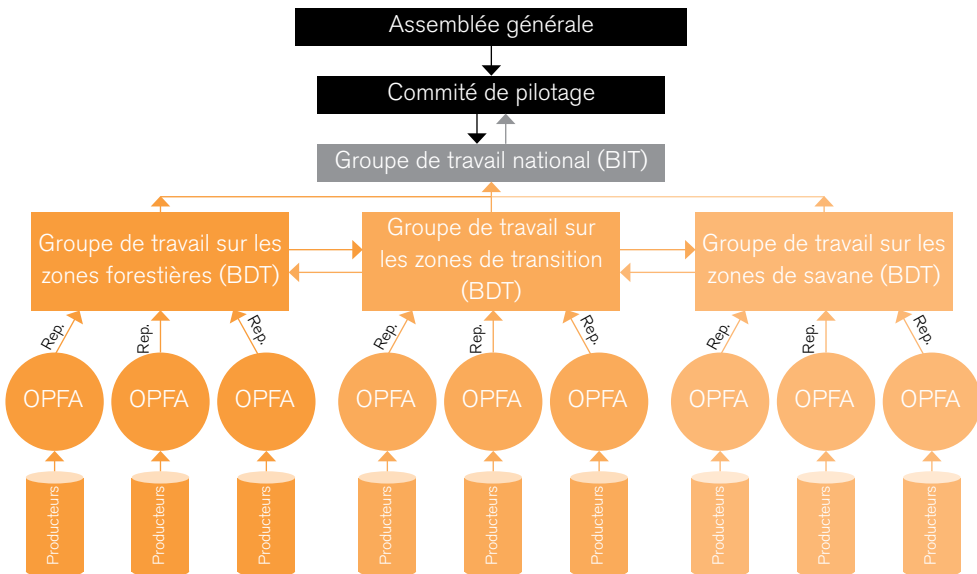 Assemblée générale
Commité de pilotage
Groupe de travail national (BIT)
Groupe de travail sur les
zones forestières (BDT)
Groupe de travail sur
les zones de transition
(BDT)
Groupe de travail sur les
zones de savane (BDT)
Rep.
Rep.
Rep.
Rep.
Rep.
Rep.
Rep.
Rep.
Rep.
OPFA
OPFA
OPFA
OPFA
OPFA
OPFA
OPFA
OPFA
OPFA
Producteurs
Producteurs
Producteurs
Producteurs
Producteurs
Producteurs
Producteurs
Producteurs
Producteurs